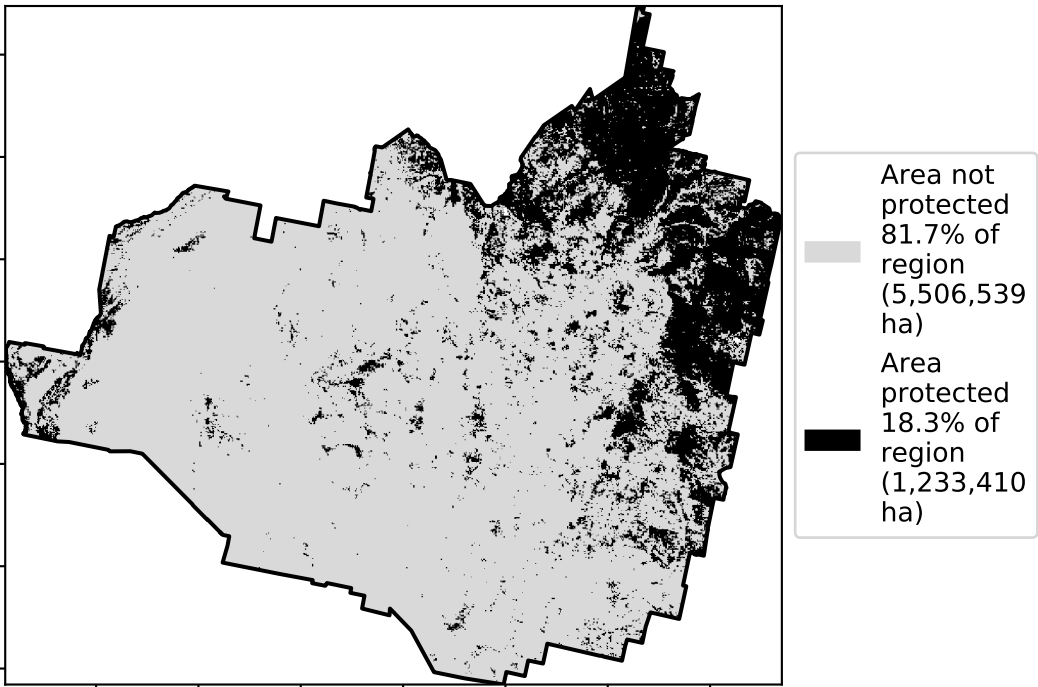 Area not
protected
81.7% of
region
(5,506,539
ha)
Area
protected
18.3% of
region
(1,233,410
ha)